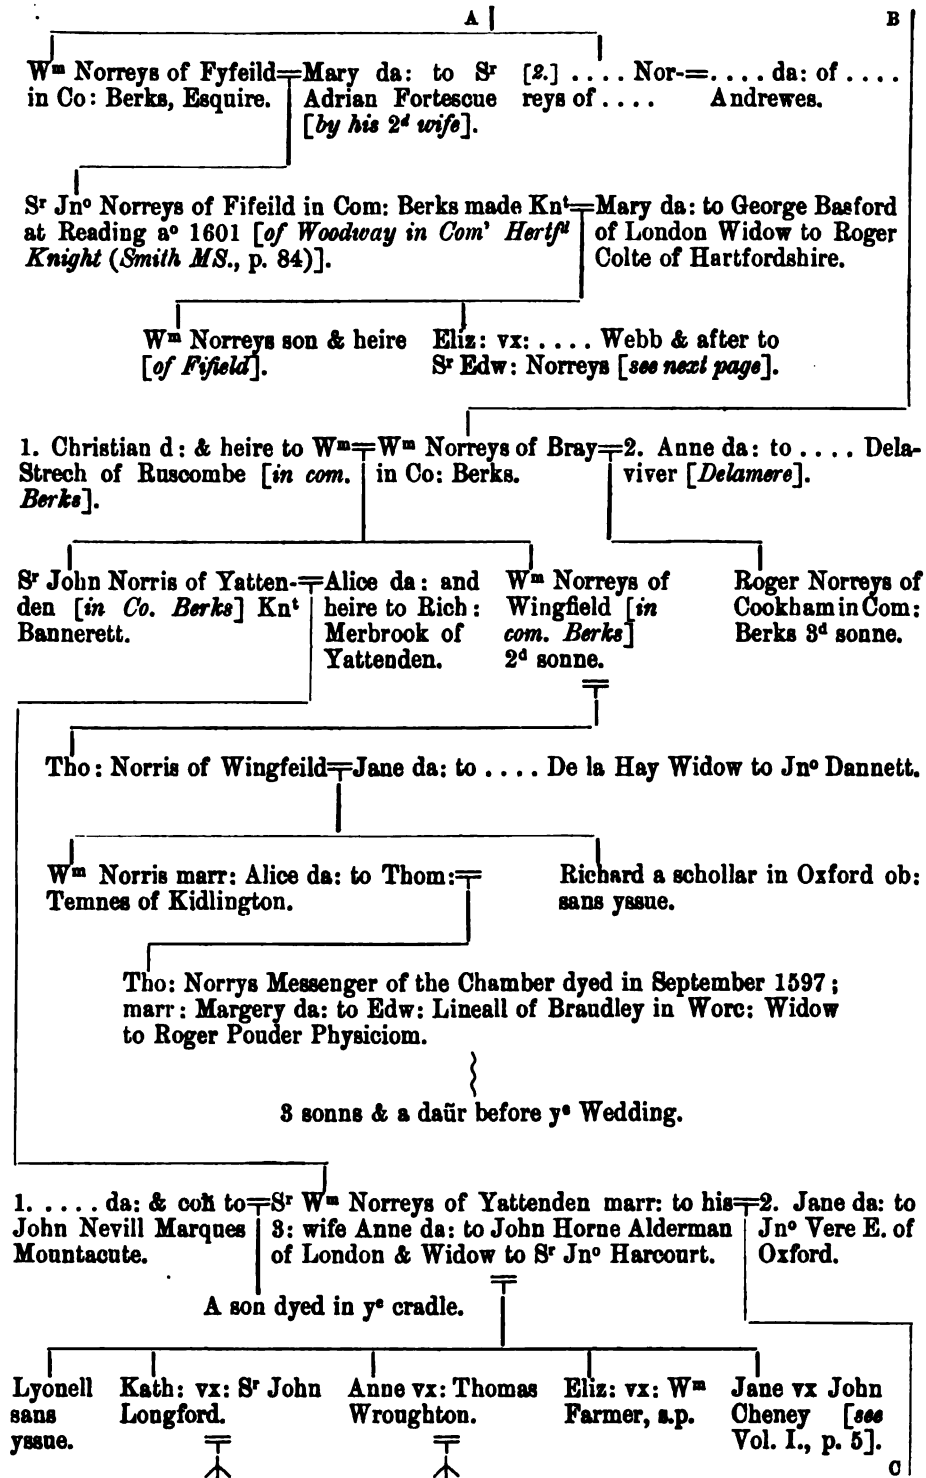 A
B
Wᵐ Norreys of Fyfeild=Mary da: to Sʳ
in Co: Berks, Esquire. Adrian Fortescue
[by his 2ᵈ wife].
[2.] .... Nor-=.... da: of ....
reys of .... Andrewes.
Sʳ Jnᵒ Norreys of Fifeild in Com: Berks made Knᵗ=Mary da: to George Basford
at Reading aᵒ 1601 [of Woodway in Com' Hertfᵈ of London Widow to Roger
Knight (Smith MS., p. 84)]. Colte of Hartfordshire.
Wᵐ Norreys son & heire
[of Fifield].
Eliz: vx: .... Webb & after to
Sʳ Edw: Norreys [see next page].
1. Christian d: & heire to Wᵐ=Wᵐ Norreys of Bray=2. Anne da: to .... Dela-
Strech of Ruscombe [in com. in Co: Berks. viver [Delamere].
Berks].
Sʳ John Norris of Yatten-=Alice da: and
den [in Co. Berks] Knᵗ heire to Rich:
Bannerett. Merbrook of
Yattenden.
Wᵐ Norreys of
Wingfield [in
com. Berks]
2ᵈ sonne.
Roger Norreys of
Cookham in Com:
Berks 3ᵈ sonne.
Tho: Norris of Wingfeild=Jane da: to .... De la Hay Widow to Jnᵒ Dannett.
Wᵐ Norris marr: Alice da: to Thom:=
Temnes of Kidlington.
Richard a schollar in Oxford ob:
sans yssue.
Tho: Norrys Messenger of the Chamber dyed in September 1597;
marr: Margery da: to Edw: Lineall of Braudley in Worc: Widow
to Roger Pouder Physiciom.
3 sonns & a daũr before yᵉ Wedding.
1. ..... da: & coħ to=Sʳ Wᵐ Norreys of Yattenden marr: to his=2. Jane da: to
John Nevill Marques 3: wife Anne da: to John Horne Alderman Jnᵒ Vere E. of
Mountacute. of London & Widow to Sʳ Jnᵒ Harcourt. Oxford.
A son dyed in yᵉ cradle.
Lyonell
sans
yssue.
Kath: vx: Sʳ John
Longford.
Anne vx: Thomas
Wroughton.
Eliz: vx: Wᵐ
Farmer, s.p.
Jane vx John
Cheney [see
Vol. I., p. 5].
C